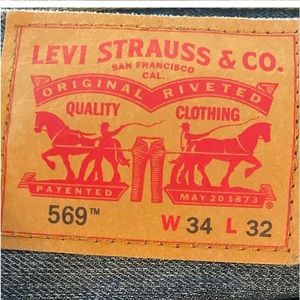 LEVI STRAUSS & CO.
SAN FRANCISCO
CAL.
ORIGINAL RIVETED
QUALITY CLOTHING
PATENTED MAY 20 1873 ®
569™ W 34 L 32